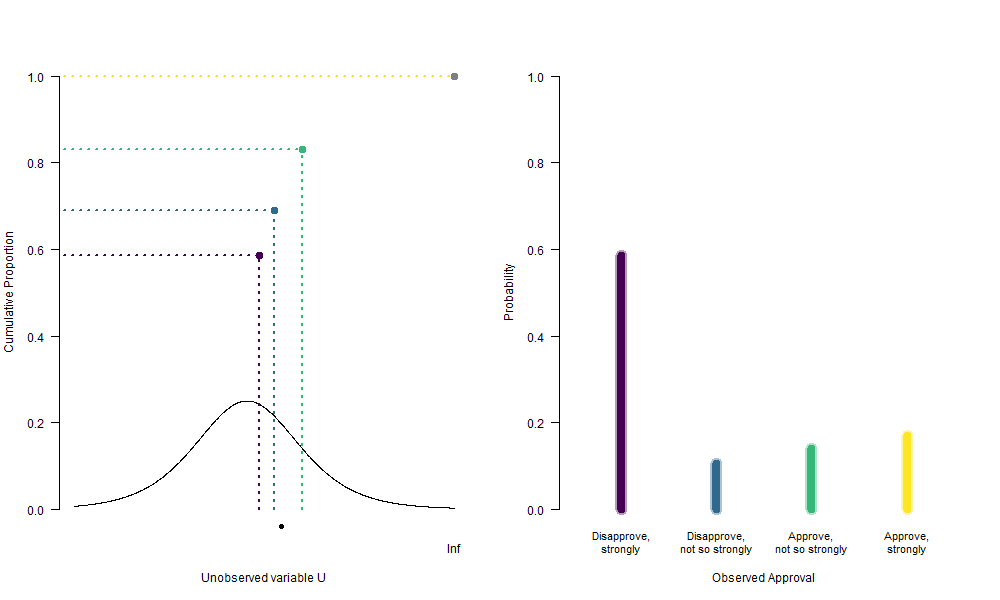 1.0
0.8
0.6
0.4
0.2
0.0
Cumulative Proportion
Inf
Unobserved variable U
1.0
0.8
0.6
0.4
0.2
0.0
Probability
Disapprove,
strongly
Disapprove,
not so strongly
Approve,
not so strongly
Approve,
strongly
Observed Approval